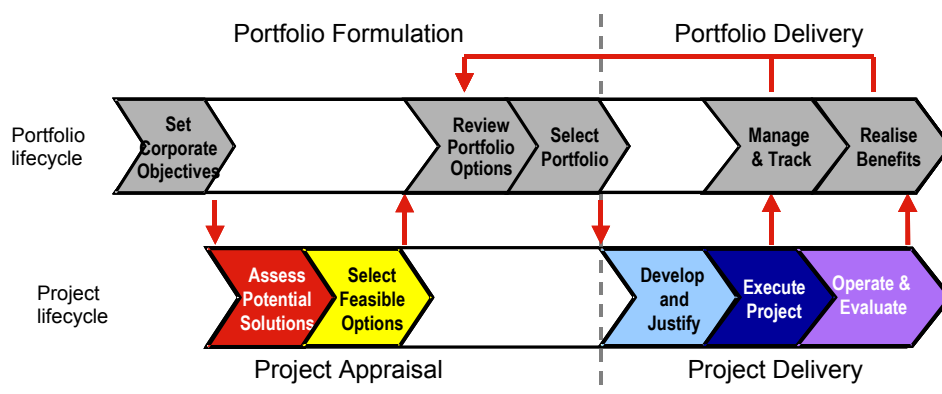 Portfolio Formulation
Portfolio Delivery
Portfolio
lifecycle
Set
Corporate
Objectives
Review
Portfolio
Options
Select
Portfolio
Manage
& Track
Realise
Benefits
Project
lifecycle
Assess
Potential
Solutions
Select
Feasible
Options
Develop
and
Justify
Execute
Project
Operate &
Evaluate
Project Appraisal
Project Delivery